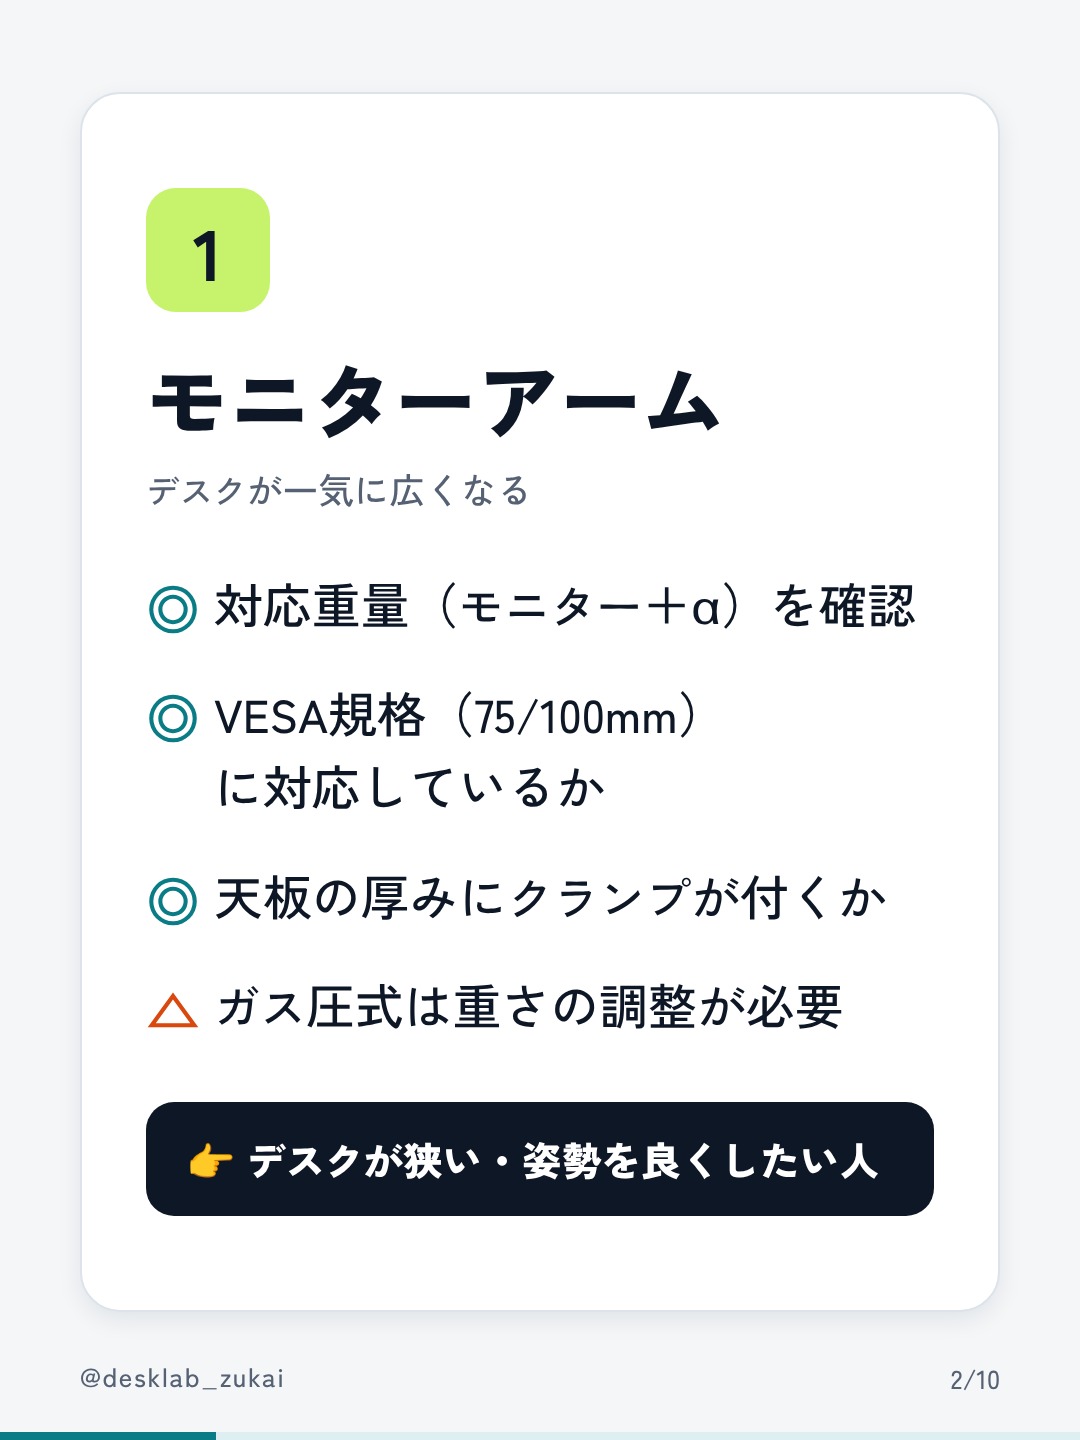 1
モニターアーム
デスクが一気に広くなる
◎ 対応重量（モニター＋α）を確認
◎ VESA規格（75/100mm）
に対応しているか
◎ 天板の厚みにクランプが付くか
△ ガス圧式は重さの調整が必要
👉 デスクが狭い・姿勢を良くしたい人
@desklab_zukai
2/10